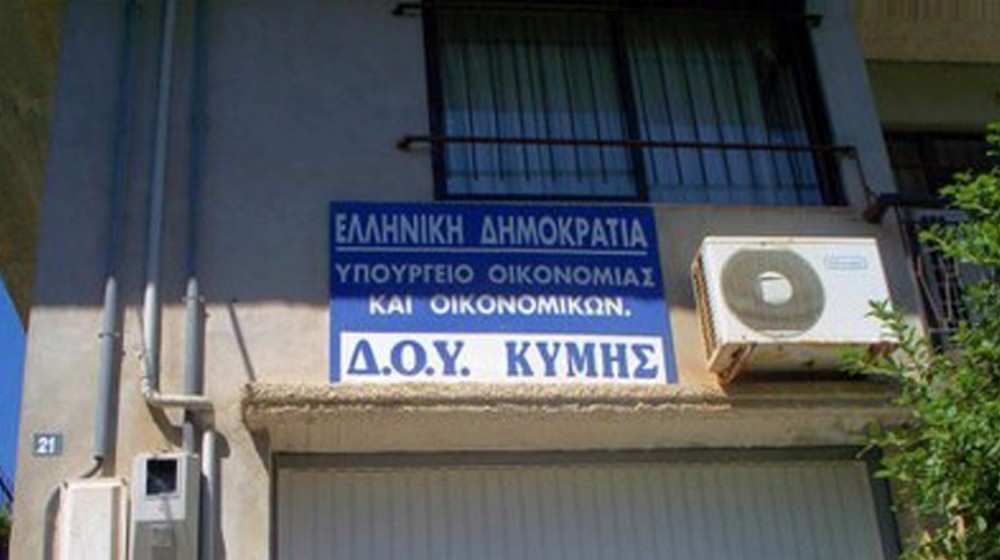 ΕΛΛΗΝΙΚΗ ΔΗΜΟΚΡΑΤΙΑ
ΥΠΟΥΡΓΕΙΟ ΟΙΚΟΝΟΜΙΑΣ
ΚΑΙ ΟΙΚΟΝΟΜΙΚΩΝ.
Δ.Ο.Υ. ΚΥΜΗΣ
21